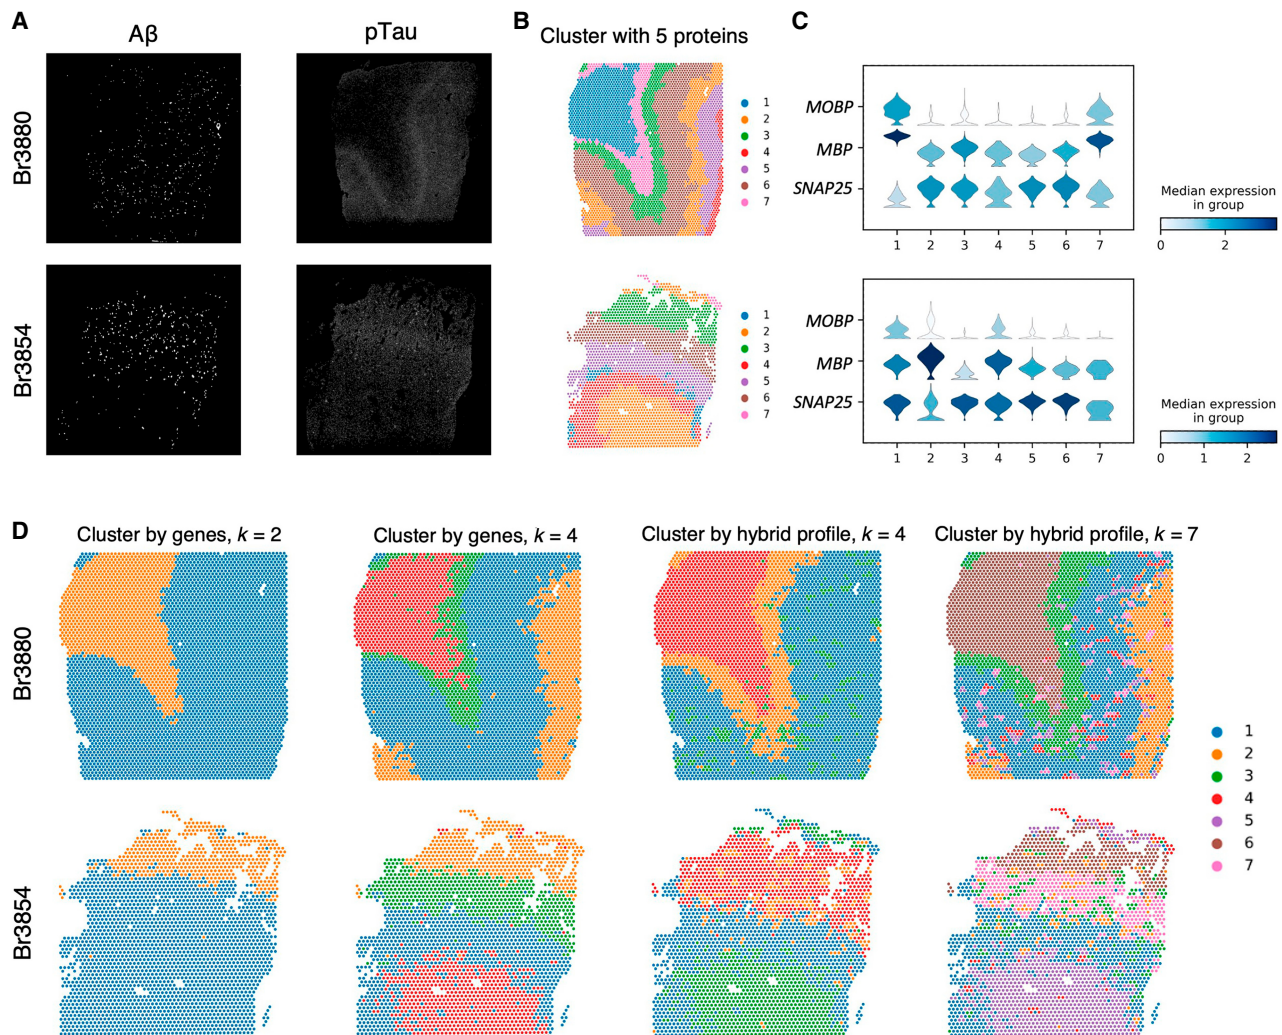 A
Aβ
pTau
Br3880
Br3854
B
Cluster with 5 proteins
1
2
3
4
5
6
7
1
2
3
4
5
6
7
C
MOBP
MBP
SNAP25
1 2 3 4 5 6 7
Median expression
in group
0 2
MOBP
MBP
SNAP25
1 2 3 4 5 6 7
Median expression
in group
0 1 2
D
Cluster by genes, k = 2
Cluster by genes, k = 4
Cluster by hybrid profile, k = 4
Cluster by hybrid profile, k = 7
Br3880
Br3854
1
2
3
4
5
6
7